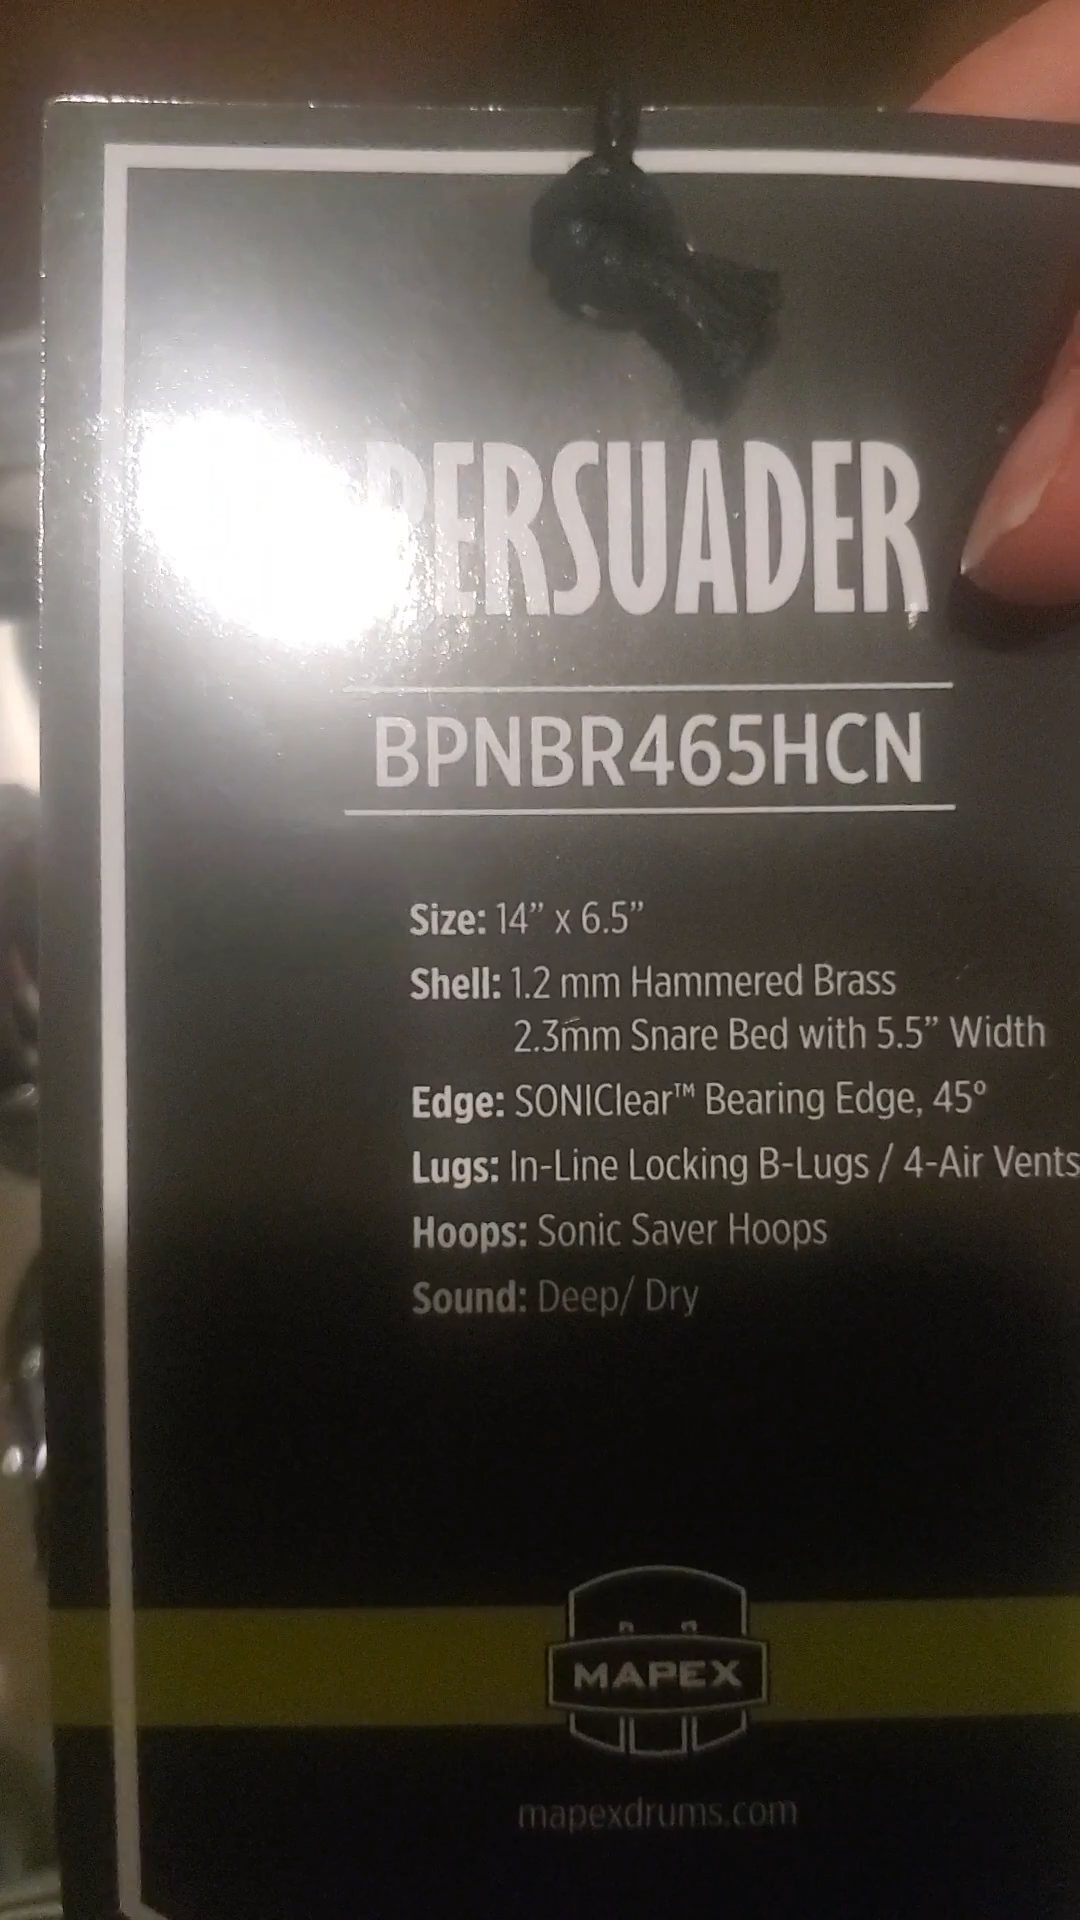 PERSUADER
BPNBR465HCN
Size: 14” x 6.5”
Shell: 1.2 mm Hammered Brass
2.3mm Snare Bed with 5.5” Width
Edge: SONIClear™ Bearing Edge, 45º
Lugs: In-Line Locking B-Lugs / 4-Air Vents
Hoops: Sonic Saver Hoops
Sound: Deep/ Dry
MAPEX
mapexdrums.com